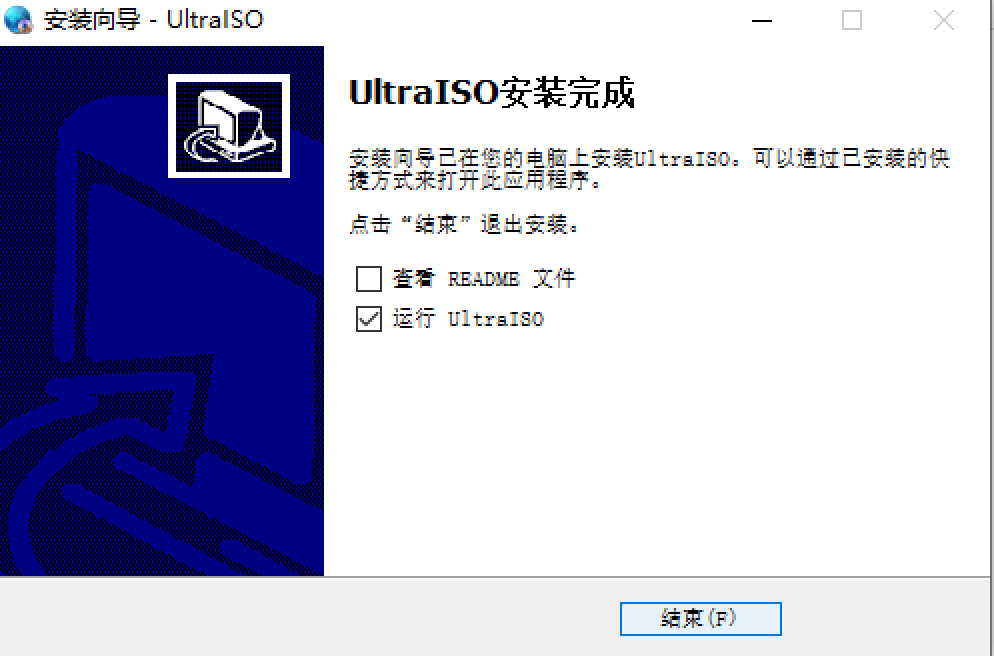 安装向导 - UltraISO
UltraISO安装完成
安装向导已在您的电脑上安装UltraISO。可以通过已安装的快
捷方式来打开此应用程序。
点击“结束”退出安装。
查看 README 文件
运行 UltraISO
结束(F)